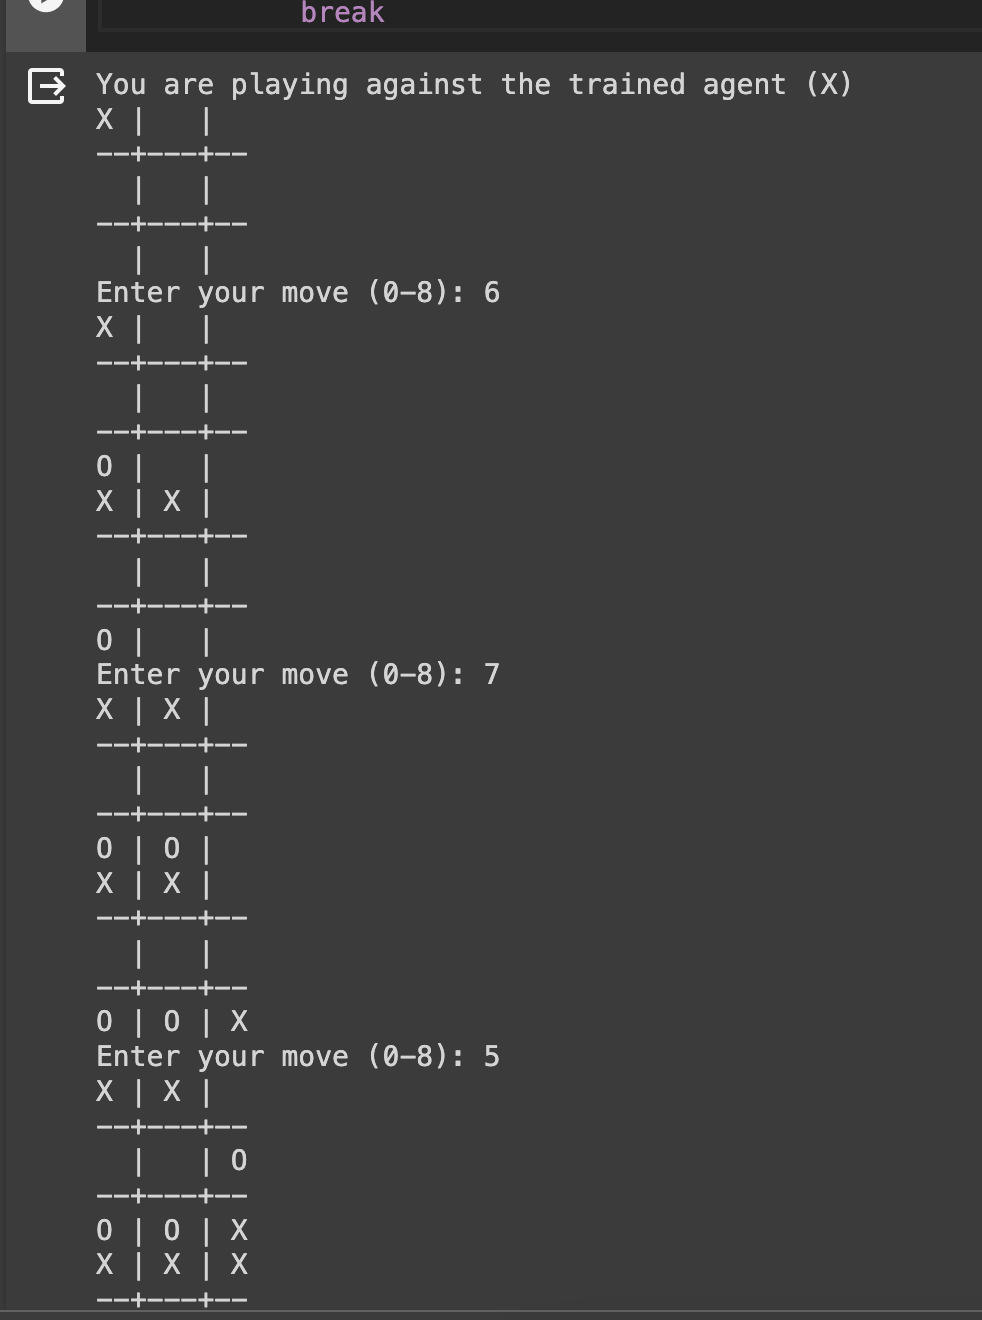 break
You are playing against the trained agent (X)
X |   |
--+---+--
  |   |
--+---+--
  |   |
Enter your move (0-8): 6
X |   |
--+---+--
  |   |
--+---+--
O |   |
X | X |
--+---+--
  |   |
--+---+--
O |   |
Enter your move (0-8): 7
X | X |
--+---+--
  |   |
--+---+--
O | O |
X | X |
--+---+--
  |   |
--+---+--
O | O | X
Enter your move (0-8): 5
X | X |
--+---+--
  |   | O
--+---+--
O | O | X
X | X | X
--+---+--